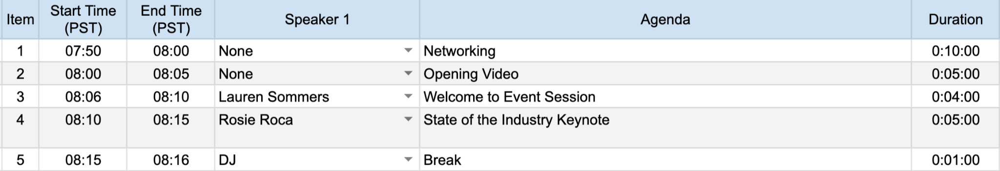 Item Start Time (PST) End Time (PST) Speaker 1 Agenda Duration
1 07:50 08:00 None Networking 0:10:00
2 08:00 08:05 None Opening Video 0:05:00
3 08:06 08:10 Lauren Sommers Welcome to Event Session 0:04:00
4 08:10 08:15 Rosie Roca State of the Industry Keynote 0:05:00
5 08:15 08:16 DJ Break 0:01:00